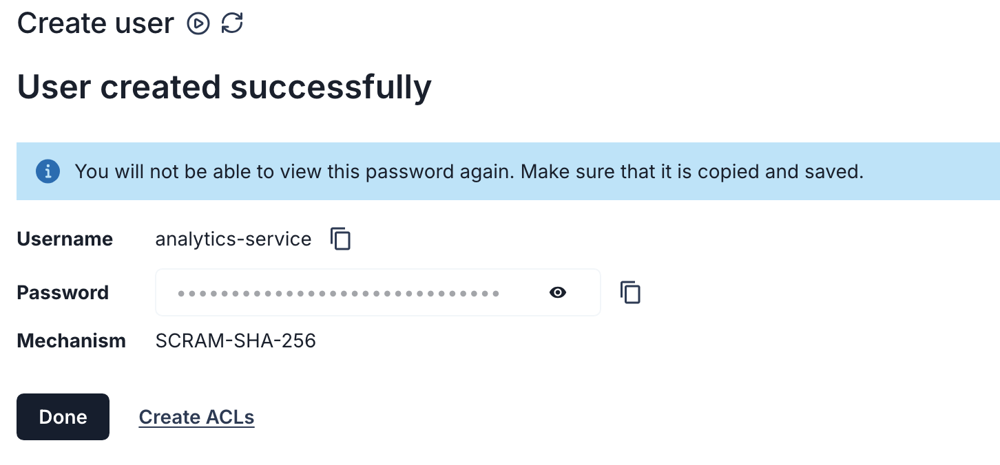 Create user
User created successfully
You will not be able to view this password again. Make sure that it is copied and saved.
Username analytics-service
Password ••••••••••••••••••••••••••••••
Mechanism SCRAM-SHA-256
Done Create ACLs